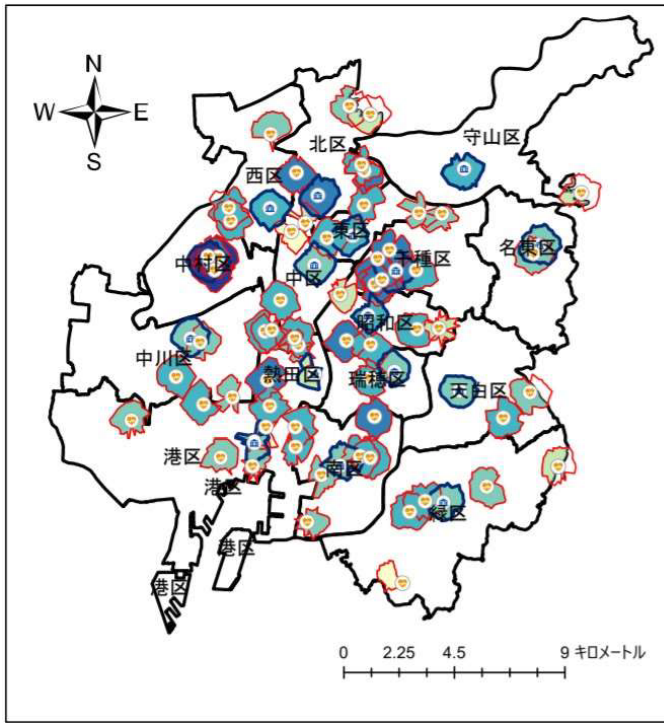 N
W E
S
守山区
北区
西区
東区
千種区
名東区
中村区
中区
昭和区
中川区
熱田区
瑞穂区
天白区
港区
南区
港区
緑区
港区
港区
0 2.25 4.5 9 キロメートル